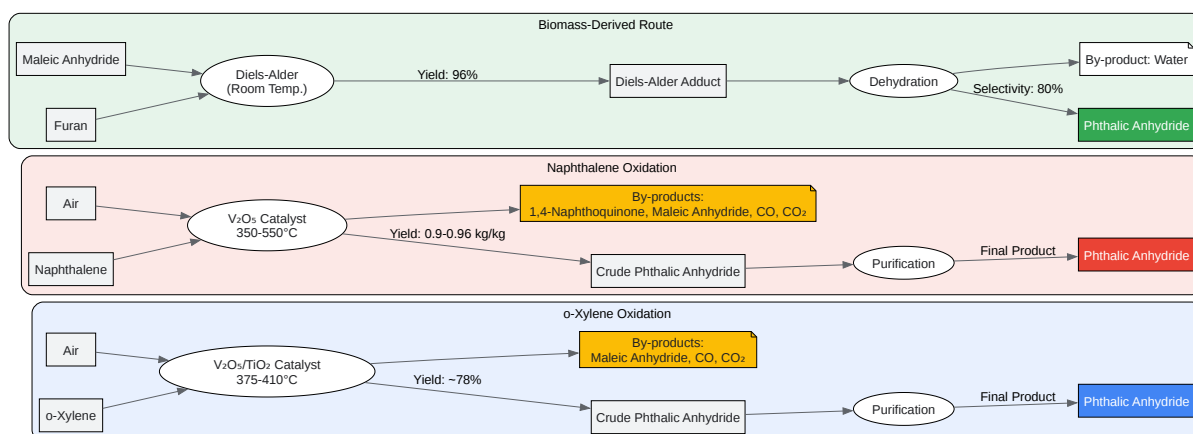 Biomass-Derived Route
Maleic Anhydride
Furan
Diels-Alder
(Room Temp.)
Yield: 96%
Diels-Alder Adduct
Dehydration
By-product: Water
Selectivity: 80%
Phthalic Anhydride
Naphthalene Oxidation
Air
Naphthalene
V₂O₅ Catalyst
350-550°C
By-products:
1,4-Naphthoquinone, Maleic Anhydride, CO, CO₂
Yield: 0.9-0.96 kg/kg
Crude Phthalic Anhydride
Purification
Final Product
Phthalic Anhydride
o-Xylene Oxidation
Air
o-Xylene
V₂O₅/TiO₂ Catalyst
375-410°C
By-products:
Maleic Anhydride, CO, CO₂
Yield: ~78%
Crude Phthalic Anhydride
Purification
Final Product
Phthalic Anhydride